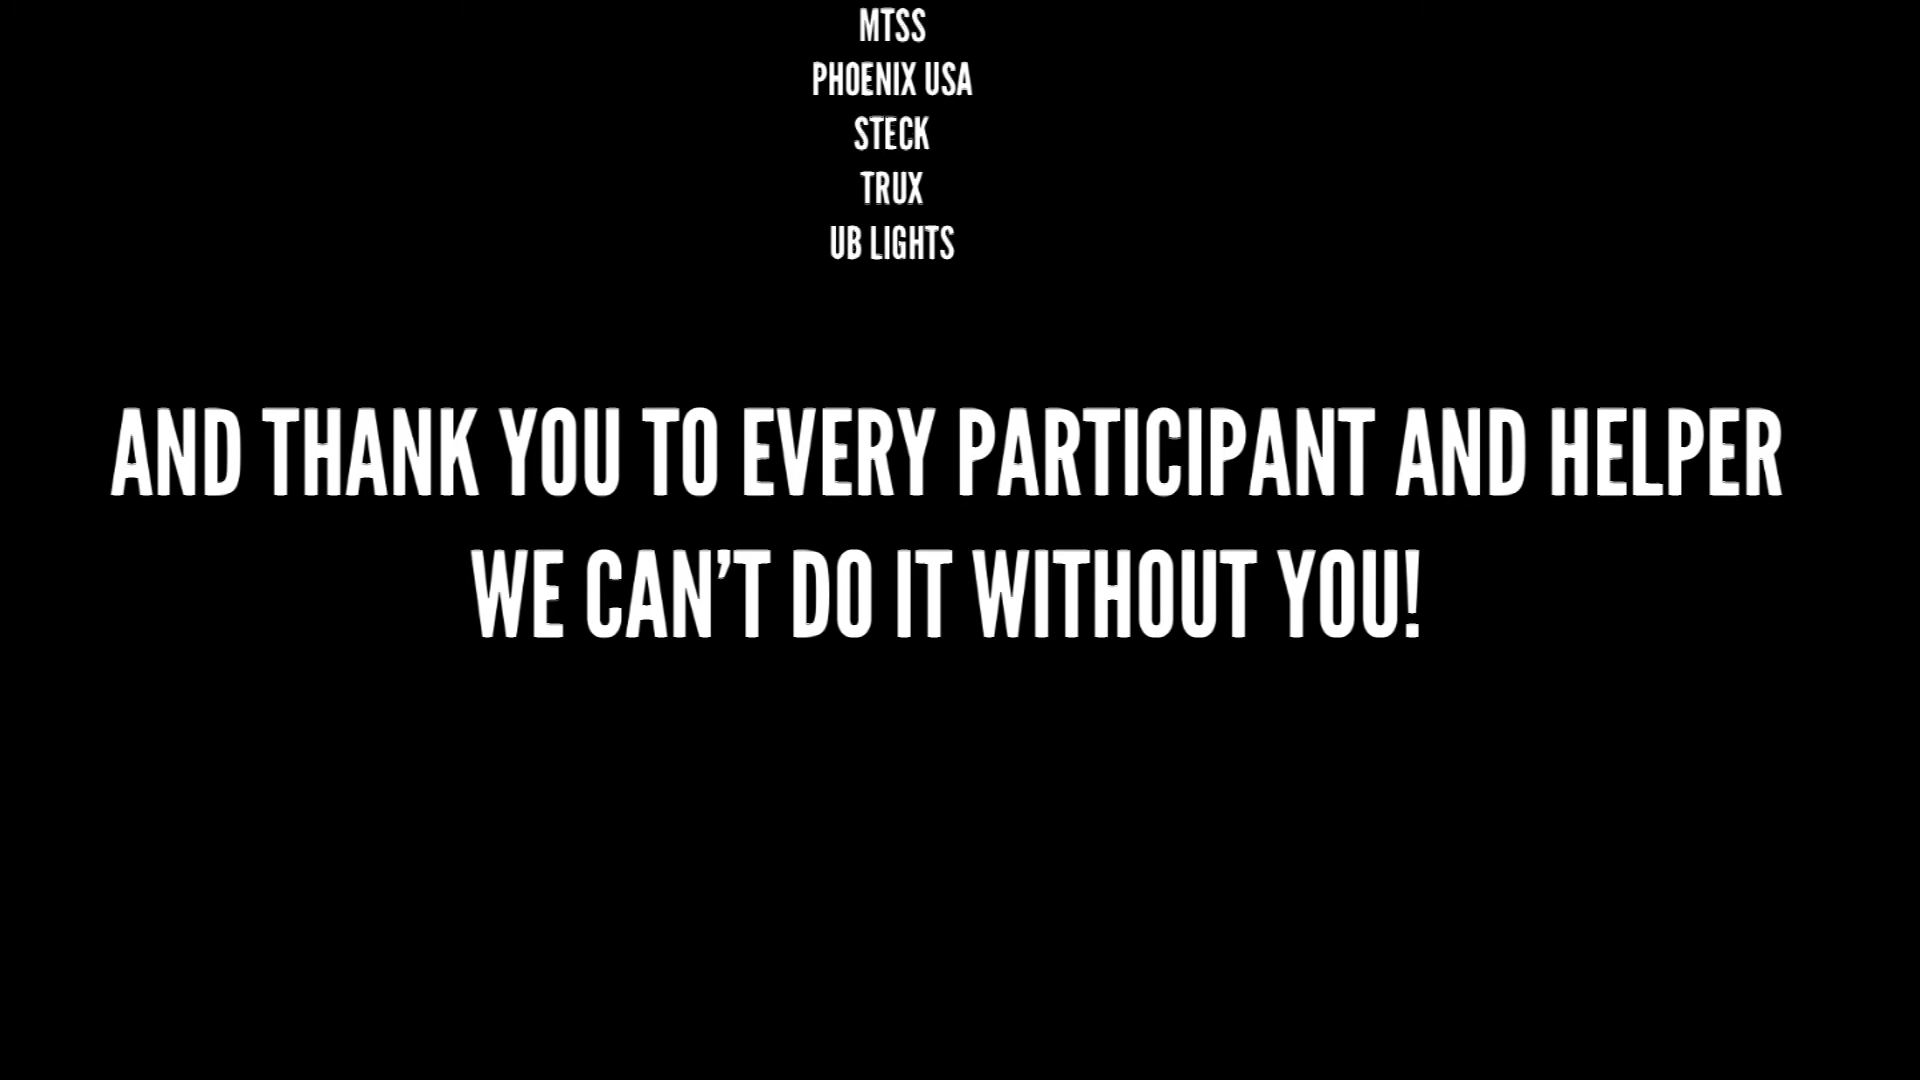 MTSS
PHOENIX USA
STECK
TRUX
UB LIGHTS
AND THANK YOU TO EVERY PARTICIPANT AND HELPER
WE CAN’T DO IT WITHOUT YOU!